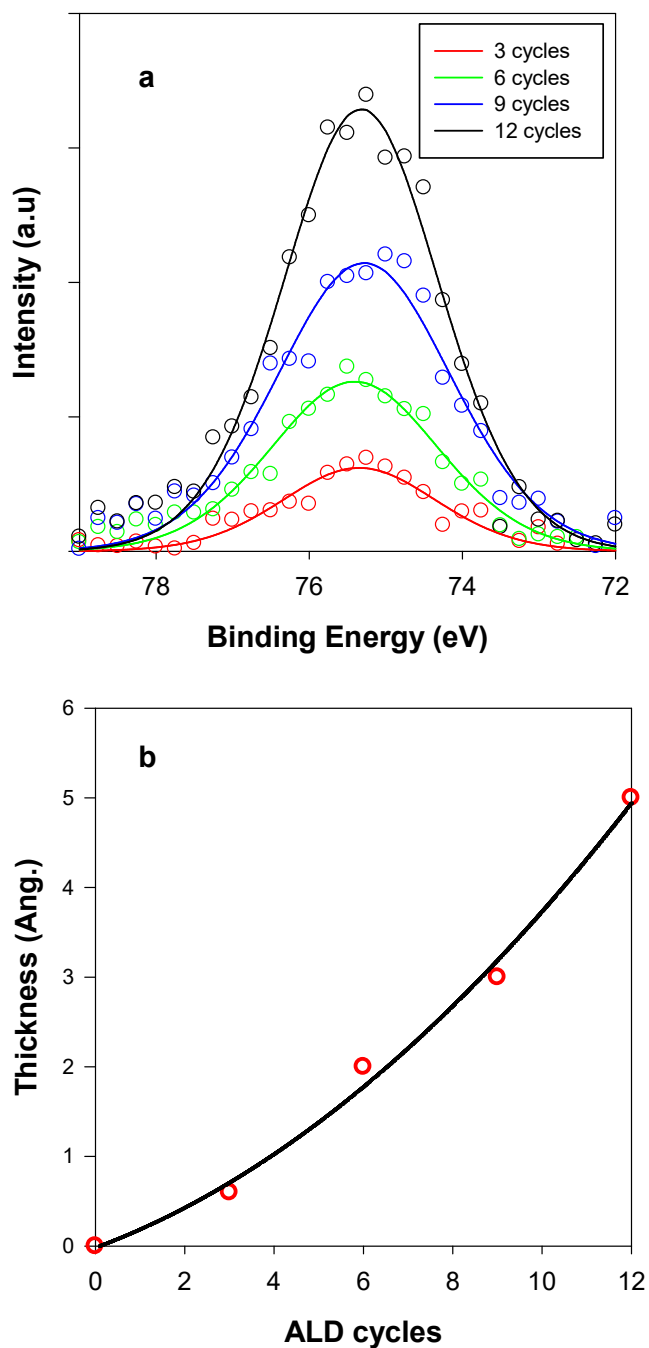 a
3 cycles
6 cycles
9 cycles
12 cycles
Intensity (a.u)
78 76 74 72
Binding Energy (eV)
b
6
5
4
3
2
1
0
Thickness (Ang.)
0 2 4 6 8 10 12
ALD cycles